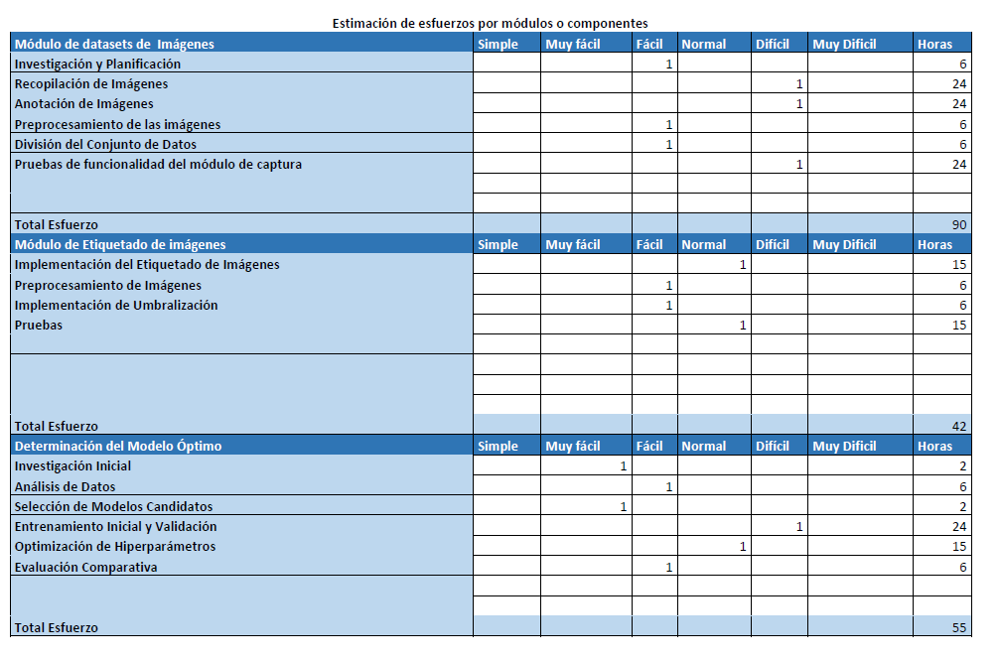 Estimación de esfuerzos por módulos o componentes
Módulo de datasets de Imágenes Simple Muy fácil Fácil Normal Difícil Muy Dificil Horas
Investigación y Planificación 1 6
Recopilación de Imágenes 1 24
Anotación de Imágenes 1 24
Preprocesamiento de las imágenes 1 6
División del Conjunto de Datos 1 6
Pruebas de funcionalidad del módulo de captura 1 24
Total Esfuerzo 90
Módulo de Etiquetado de imágenes Simple Muy fácil Fácil Normal Difícil Muy Dificil Horas
Implementación del Etiquetado de Imágenes 1 15
Preprocesamiento de Imágenes 1 6
Implementación de Umbralización 1 6
Pruebas 1 15
Total Esfuerzo 42
Determinación del Modelo Óptimo Simple Muy fácil Fácil Normal Difícil Muy Dificil Horas
Investigación Inicial 1 2
Análisis de Datos 1 6
Selección de Modelos Candidatos 1 2
Entrenamiento Inicial y Validación 1 24
Optimización de Hiperparámetros 1 15
Evaluación Comparativa 1 6
Total Esfuerzo 55